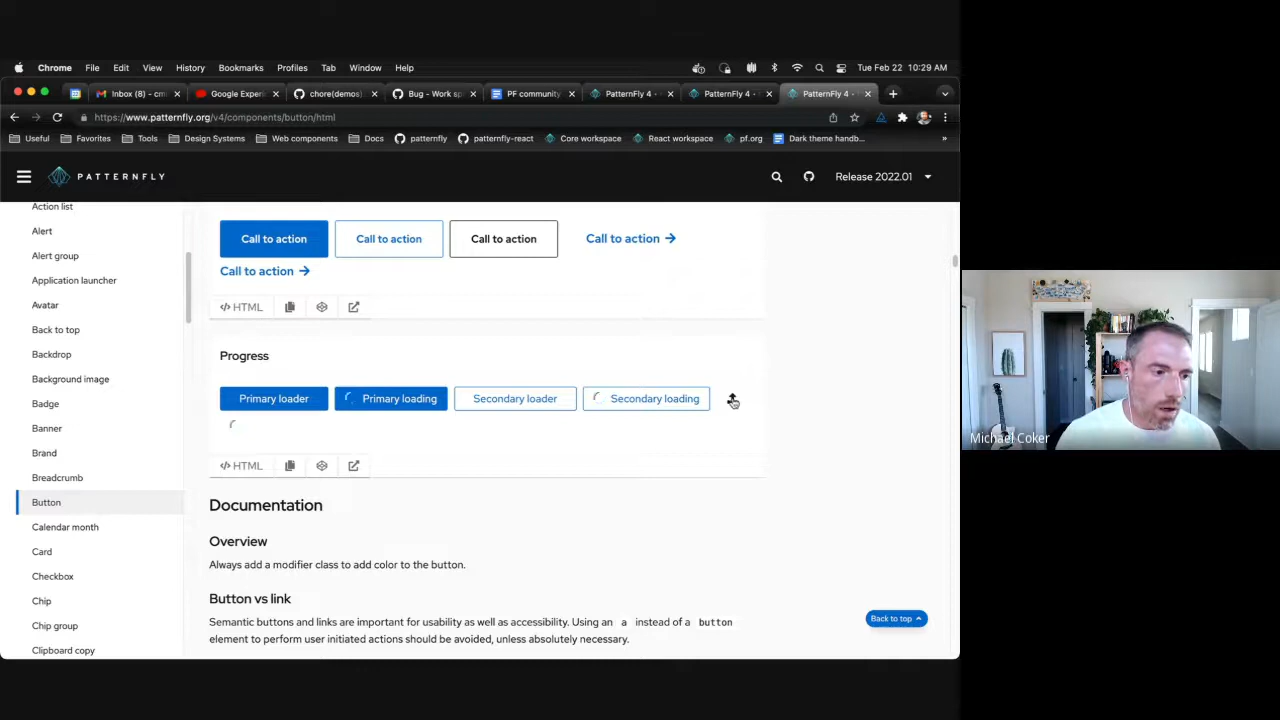 Chrome File Edit View History Bookmarks Profiles Tab Window Help Tue Feb 22 10:29 AM
Inbox (8) - cm Google Exper chore(demos) Bug - Work sp PF community PatternFly 4 - PatternFly 4 - PatternFly 4 -
https://www.patternfly.org/v4/components/button/html
Useful Favorites Tools Design Systems Web components Docs patternfly patternfly-react Core workspace React workspace pf.org Dark theme handb... »
PATTERNFLY Release 2022.01
Action list
Alert
Alert group
Application launcher
Avatar
Back to top
Backdrop
Background image
Badge
Banner
Brand
Breadcrumb
Button
Calendar month
Card
Checkbox
Chip
Chip group
Clipboard copy
Call to action Call to action Call to action Call to action
Call to action
HTML
Progress
Primary loader Primary loading Secondary loader Secondary loading
HTML
Documentation
Overview
Always add a modifier class to add color to the button.
Button vs link
Semantic buttons and links are important for usability as well as accessibility. Using an a instead of a button
element to perform user initiated actions should be avoided, unless absolutely necessary.
Back to top
Michael Coker